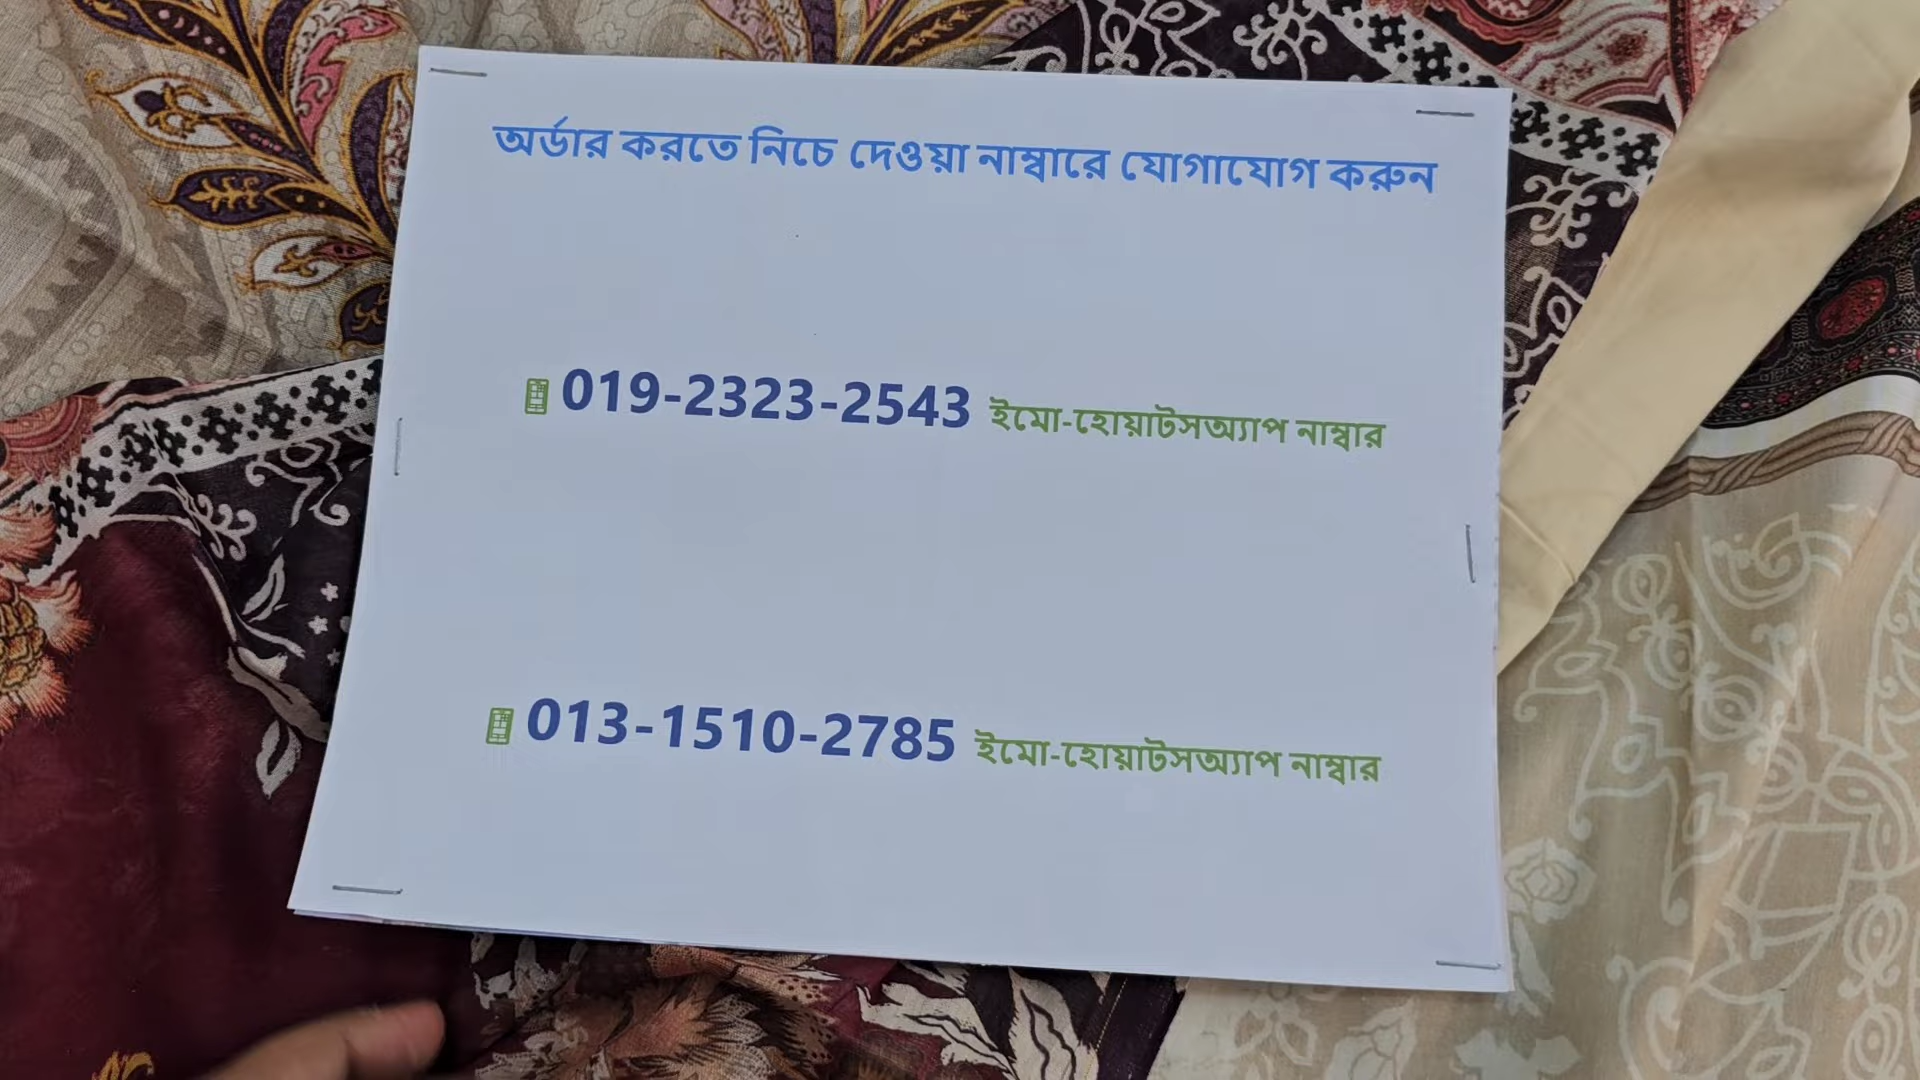 অর্ডার করতে নিচে দেওয়া নাম্বারে যোগাযোগ করুন
019-2323-2543 ইমো-হোয়াটসঅ্যাপ নাম্বার
013-1510-2785 ইমো-হোয়াটসঅ্যাপ নাম্বার